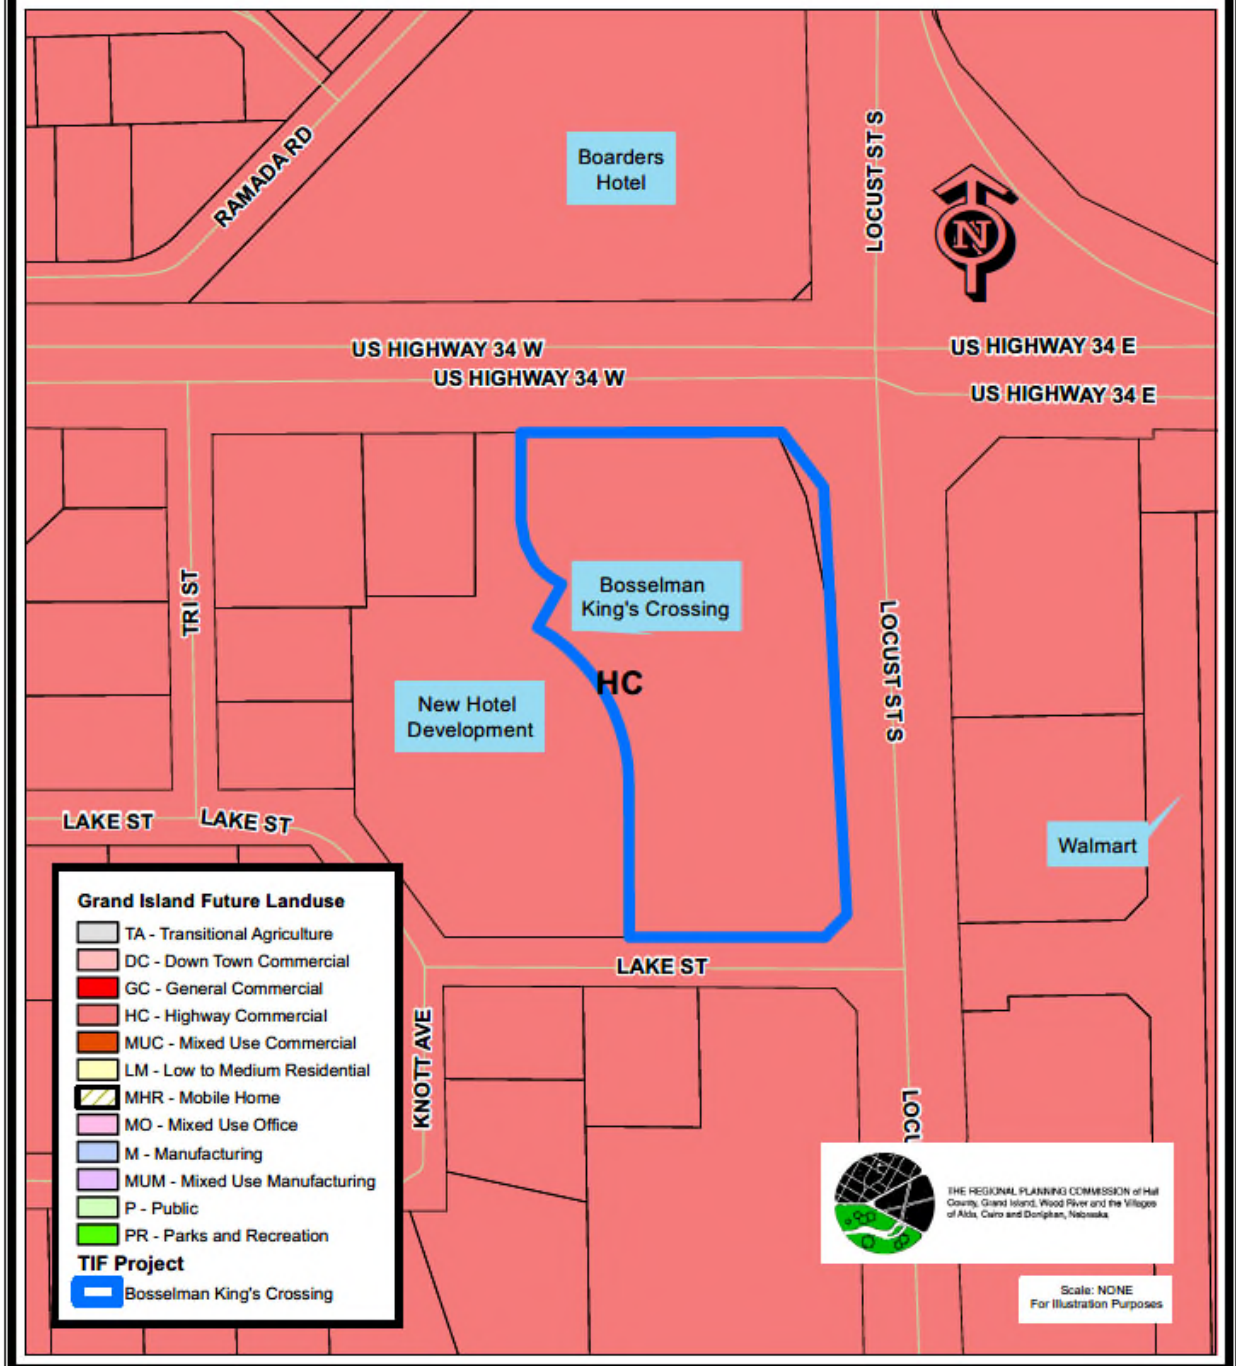 Boarders
Hotel
RAMADA RD
LOCUST ST S
N
US HIGHWAY 34 W
US HIGHWAY 34 E
US HIGHWAY 34 W
US HIGHWAY 34 E
TRI ST
Bosselman
King's Crossing
LOCUST ST S
HC
New Hotel
Development
LAKE ST
LAKE ST
Walmart
LAKE ST
KNOTT AVE
LOCU
Grand Island Future Landuse
TA - Transitional Agriculture
DC - Down Town Commercial
GC - General Commercial
HC - Highway Commercial
MUC - Mixed Use Commercial
LM - Low to Medium Residential
MHR - Mobile Home
MO - Mixed Use Office
M - Manufacturing
MUM - Mixed Use Manufacturing
P - Public
PR - Parks and Recreation
TIF Project
Bosselman King's Crossing
THE REGIONAL PLANNING COMMISSION of Hall
County, Grand Island, Wood River and the Villages
of Alda, Cairo and Doniphan, Nebraska
Scale: NONE
For Illustration Purposes